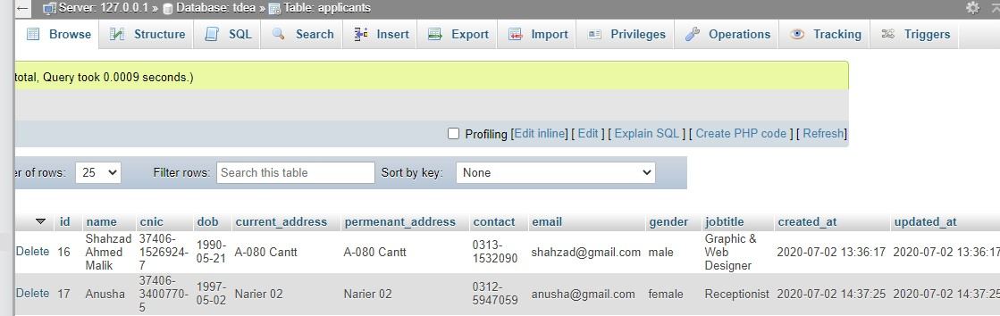 Server: 127.0.0.1 » Database: tdea » Table: applicants
Browse Structure SQL Search Insert Export Import Privileges Operations Tracking Triggers
total, Query took 0.0009 seconds.)
Profiling [Edit inline] [ Edit ] [ Explain SQL ] [ Create PHP code ] [ Refresh]
er of rows: 25 Filter rows: Search this table Sort by key: None
id name cnic dob current_address permenant_address contact email gender jobtitle created_at updated_at
Delete 16 Shahzad Ahmed Malik 37406-1526924-7 1990-05-21 A-080 Cantt A-080 Cantt 0313-1532090 shahzad@gmail.com male Graphic & Web Designer 2020-07-02 13:36:17 2020-07-02 13:36:17
Delete 17 Anusha 37406-3400770-5 1997-05-02 Narier 02 Narier 02 0312-5947059 anusha@gmail.com female Receptionist 2020-07-02 14:37:25 2020-07-02 14:37:25